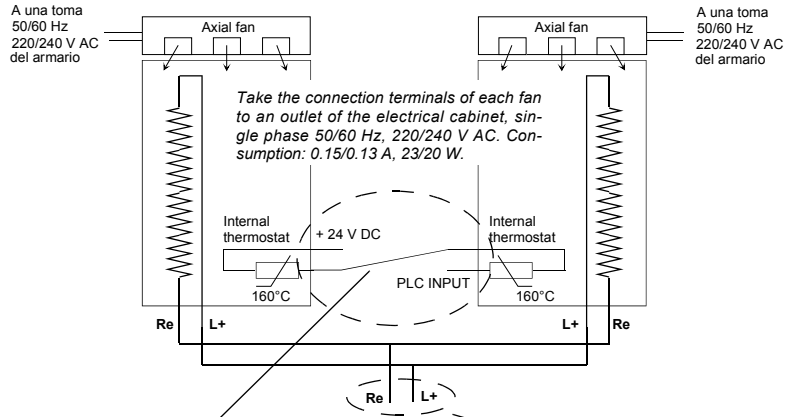 A una toma
50/60 Hz
220/240 V AC
del armario
Axial fan
Axial fan
A una toma
50/60 Hz
220/240 V AC
del armario
Take the connection terminals of each fan
to an outlet of the electrical cabinet, sin-
gle phase 50/60 Hz, 220/240 V AC. Con-
sumption: 0.15/0.13 A, 23/20 W.
Internal
thermostat
+ 24 V DC
Internal
thermostat
PLC INPUT
160°C
160°C
Re
L+
L+
Re
Re
L+